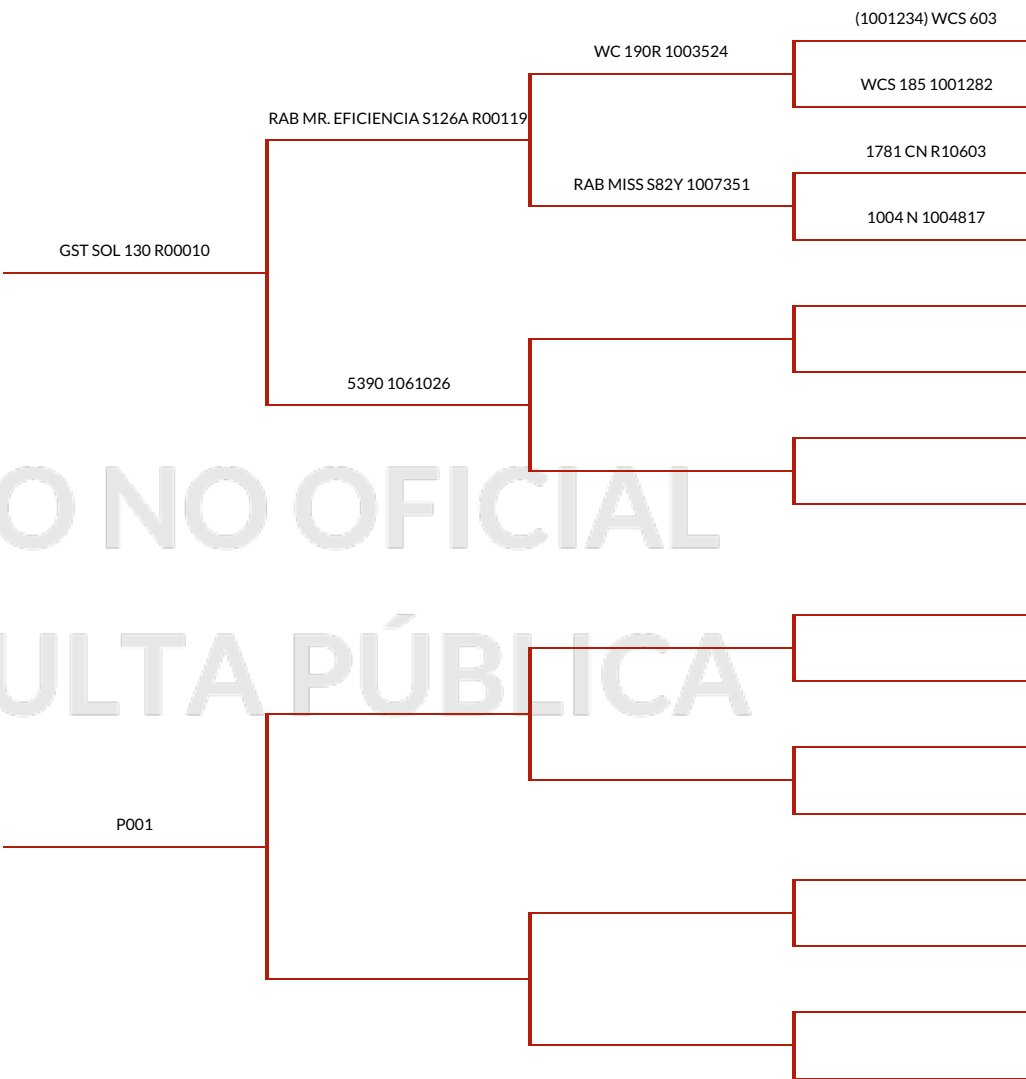 (1001234) WCS 603
WC 190R 1003524
WCS 185 1001282
RAB MR. EFICIENCIA S126A R00119
1781 CN R10603
RAB MISS S82Y 1007351
1004 N 1004817
GST SOL 130 R00010
5390 1061026
O NO OFICIAL
ULTA PÚBLICA
P001